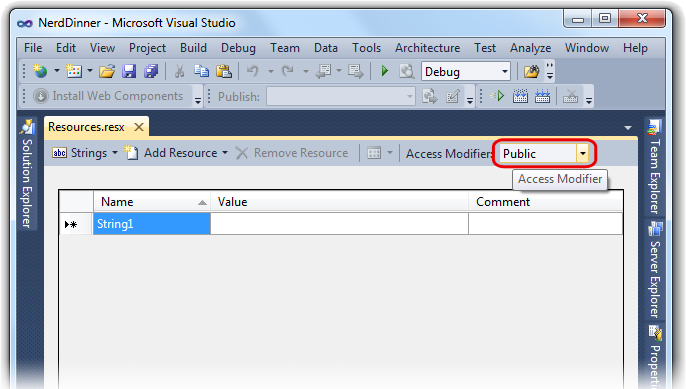 NerdDinner - Microsoft Visual Studio
File Edit View Project Build Debug Team Data Tools Architecture Test Analyze Window Help
Debug
Install Web Components Publish:
Resources.resx
Strings Add Resource Remove Resource Access Modifier: Public
Access Modifier
Name Value Comment
String1
Solution Explorer
Team Explorer
Server Explorer